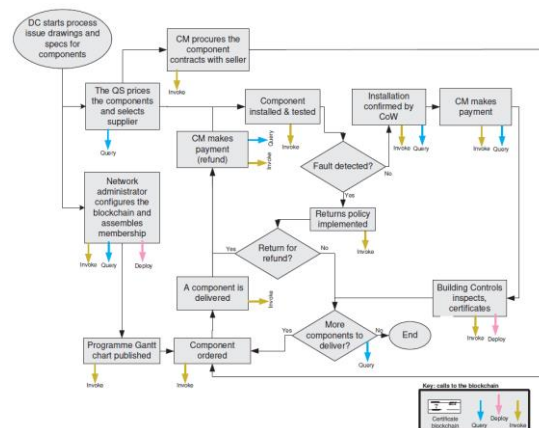 DC starts process
issue drawings and
specs for
components
CM procures the
component
contracts with seller
Invoke
The QS prices
the components
and selects
supplier
Query
Component
installed & tested
Invoke
Installation
confirmed by
CoW
Invoke
Query
CM makes
payment
Invoke
Query
CM makes
payment
(refund)
Query
Invoke
Fault detected?
No
Yes
Network
administrator
configures the
blockchain and
assembles
membership
Invoke
Query
Deploy
Returns policy
implemented
Invoke
Return for
refund?
Yes
No
A component is
delivered
Invoke
Building Controls
inspects,
certificates
Invoke
Deploy
Programme Gantt
chart published
Invoke
Component
ordered
Invoke
More
components to
deliver?
Yes
No
Query
End
Key: calls to the blockchain
Certificate
blockchain
Query
Deploy
Invoke